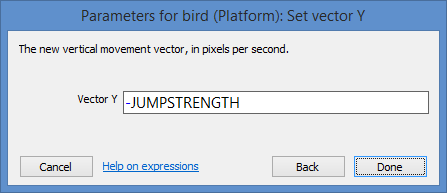 Parameters for bird (Platform): Set vector Y
The new vertical movement vector, in pixels per second.
Vector Y -JUMPSTRENGTH
Cancel Help on expressions Back Done